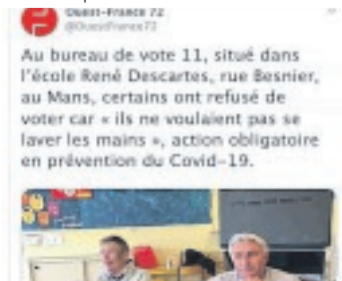 Ouest-France 72
@OuestFrance72
Au bureau de vote 11, situé dans
l'école René Descartes, rue Besnier,
au Mans, certains ont refusé de
voter car « ils ne voulaient pas se
laver les mains », action obligatoire
en prévention du Covid-19.